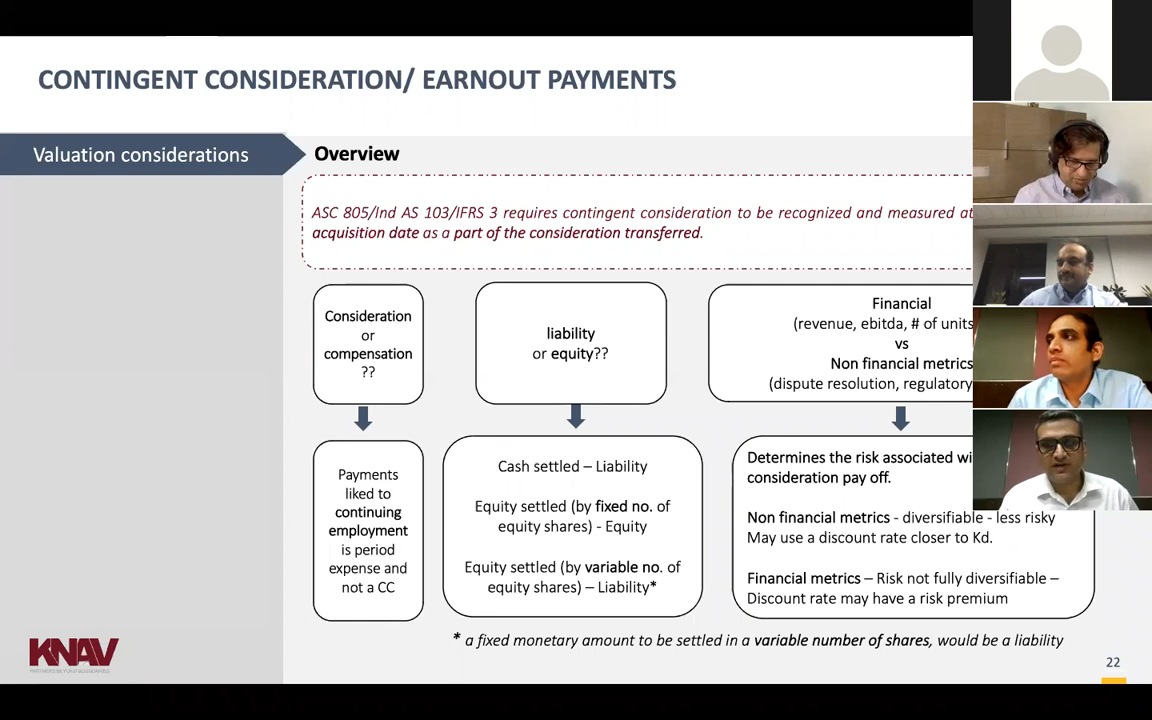 CONTINGENT CONSIDERATION/ EARNOUT PAYMENTS
Valuation considerations
Overview
ASC 805/Ind AS 103/IFRS 3 requires contingent consideration to be recognized and measured at
acquisition date as a part of the consideration transferred.
Consideration
or
compensation
??
liability
or equity??
Financial
(revenue, ebitda, # of units
vs
Non financial metrics
(dispute resolution, regulatory
Payments
liked to
continuing
employment
is period
expense and
not a CC
Cash settled – Liability
Equity settled (by fixed no. of
equity shares) - Equity
Equity settled (by variable no. of
equity shares) – Liability*
Determines the risk associated wi
consideration pay off.
Non financial metrics - diversifiable - less risky
May use a discount rate closer to Kd.
Financial metrics – Risk not fully diversifiable –
Discount rate may have a risk premium
* a fixed monetary amount to be settled in a variable number of shares, would be a liability
KNAV
22